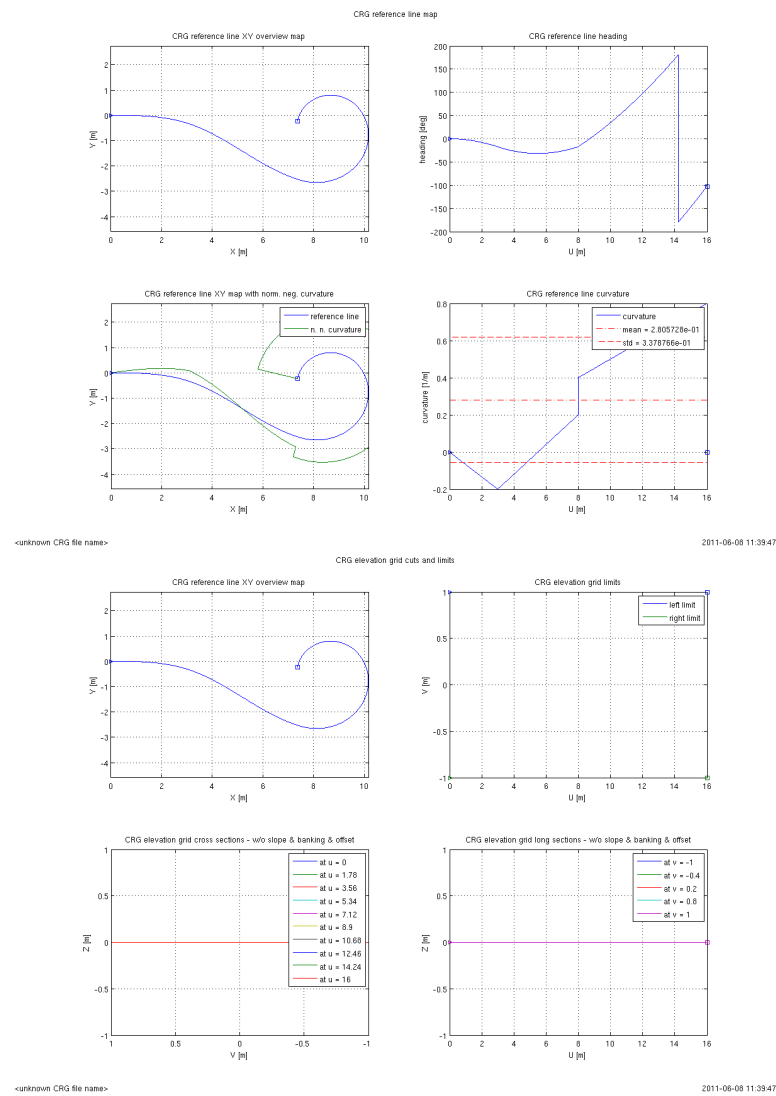 CRG reference line map
CRG reference line XY overview map
2
1
0
-1
-2
-3
-4
Y [m]
0 2 4 6 8 10
X [m]
CRG reference line heading
200
150
100
50
0
-50
-100
-150
-200
heading [deg]
0 2 4 6 8 10 12 14 16
U [m]
CRG reference line XY map with norm. neg. curvature
reference line
n. n. curvature
2
1
0
-1
-2
-3
-4
Y [m]
0 2 4 6 8 10
X [m]
CRG reference line curvature
curvature
mean = 2.805728e-01
std = 3.378766e-01
0.8
0.6
0.4
0.2
0
-0.2
curvature [1/m]
0 2 4 6 8 10 12 14 16
U [m]
<unknown CRG file name>
2011-06-08 11:39:47
CRG elevation grid cuts and limits
CRG reference line XY overview map
2
1
0
-1
-2
-3
-4
Y [m]
0 2 4 6 8 10
X [m]
CRG elevation grid limits
left limit
right limit
1
0.5
0
-0.5
-1
V [m]
0 2 4 6 8 10 12 14 16
U [m]
CRG elevation grid cross sections - w/o slope & banking & offset
at u = 0
at u = 1.78
at u = 3.56
at u = 5.34
at u = 7.12
at u = 8.9
at u = 10.68
at u = 12.46
at u = 14.24
at u = 16
1
0.5
0
-0.5
-1
Z [m]
1 0.5 0 -0.5 -1
V [m]
CRG elevation grid long sections - w/o slope & banking & offset
at v = -1
at v = -0.4
at v = 0.2
at v = 0.8
at v = 1
1
0.5
0
-0.5
-1
Z [m]
0 2 4 6 8 10 12 14 16
U [m]
<unknown CRG file name>
2011-06-08 11:39:47